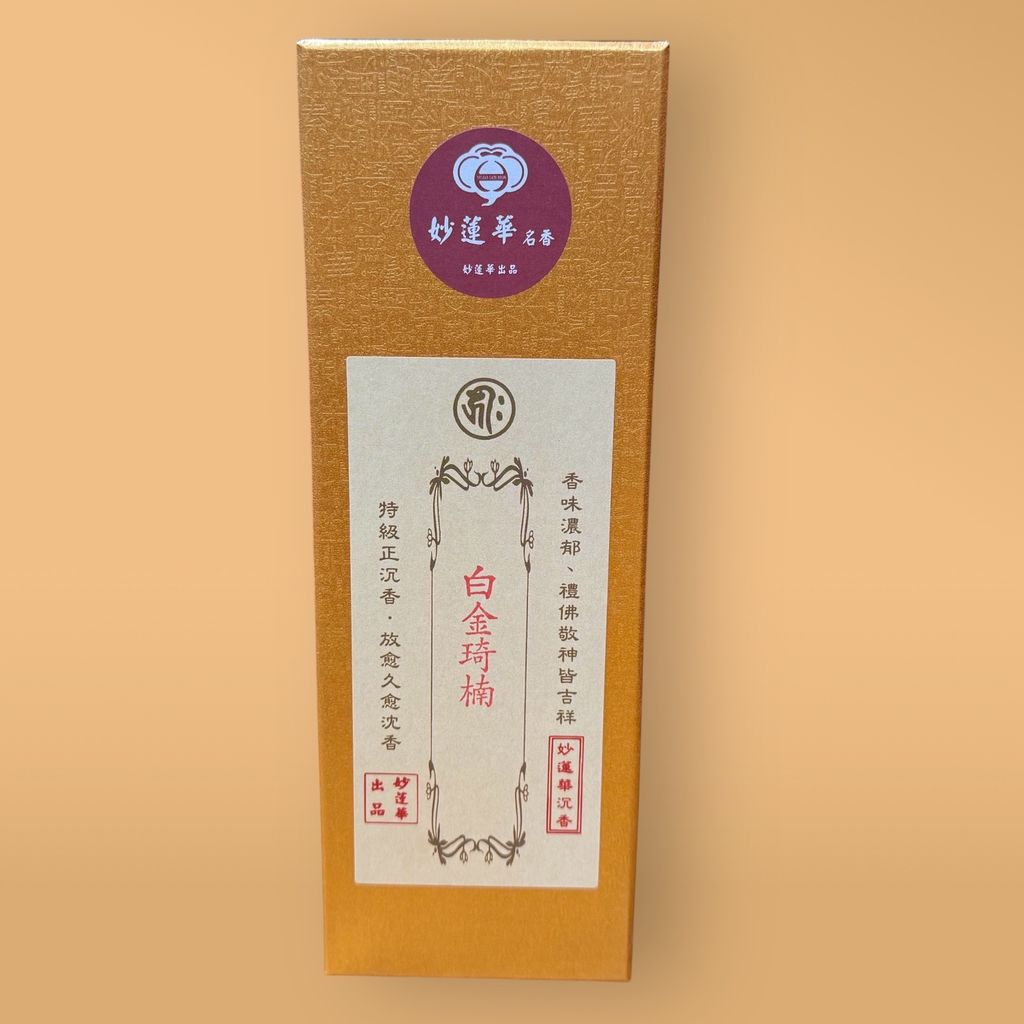 妙蓮華名香
妙蓮華出品
香味濃郁、禮佛敬神皆吉祥
妙蓮華沉香
白金琦楠
特級正沉香．放愈久愈沈香
妙蓮華
出品